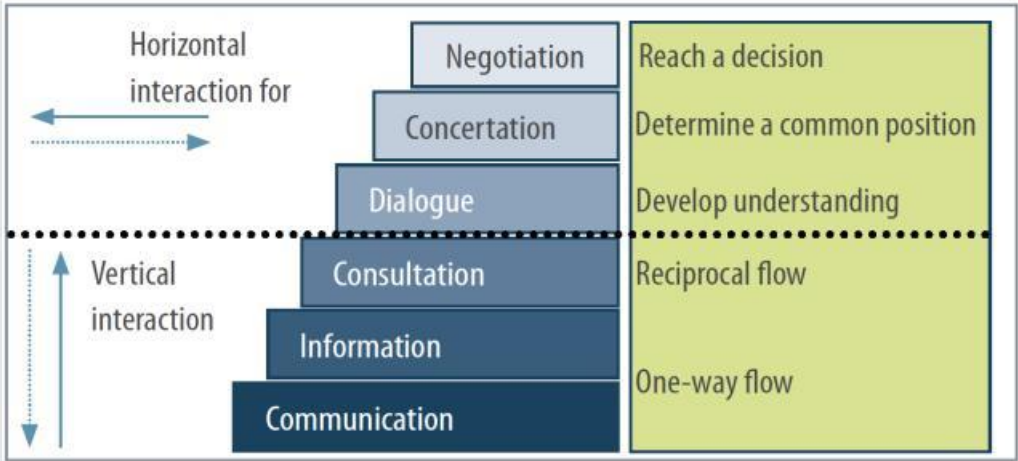 Horizontal
interaction for
Negotiation
Reach a decision
Concertation
Determine a common position
Dialogue
Develop understanding
Vertical
interaction
Consultation
Reciprocal flow
Information
One-way flow
Communication